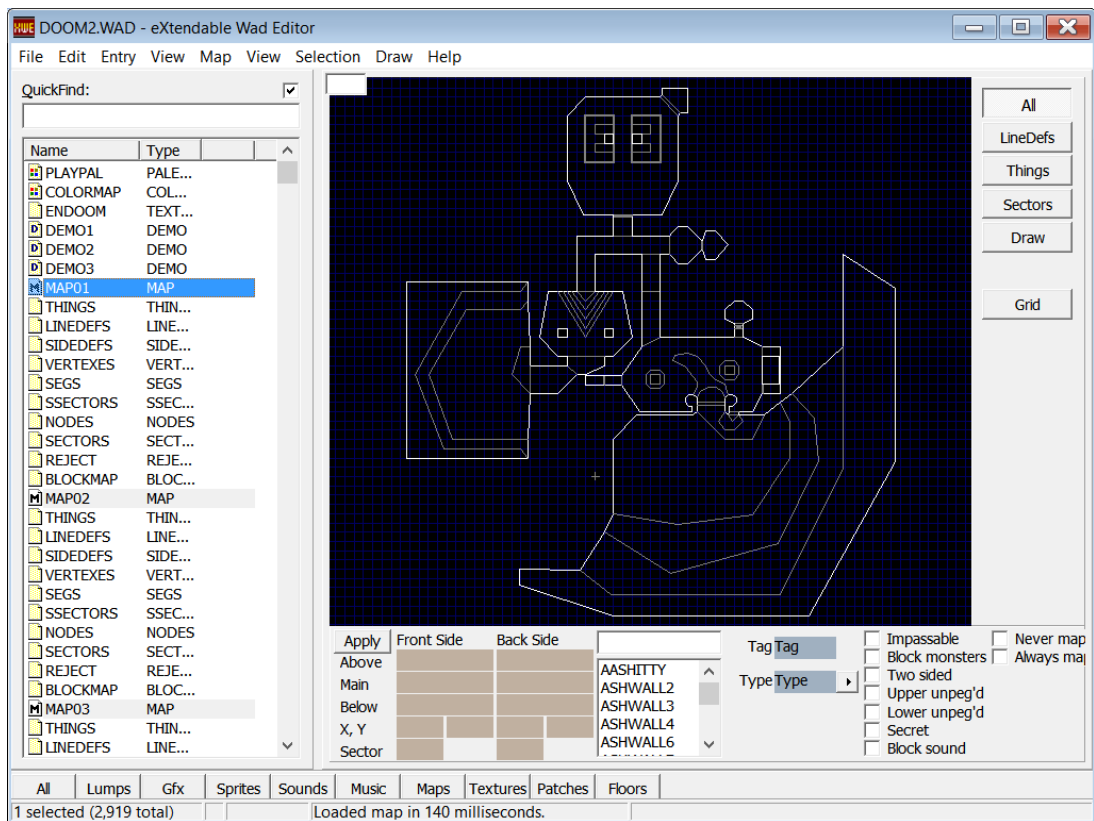 XWE DOOM2.WAD - eXtendable Wad Editor
File Edit Entry View Map View Selection Draw Help
QuickFind:
Name Type
PLAYPAL PALE...
COLORMAP COL...
ENDOOM TEXT...
D DEMO1 DEMO
D DEMO2 DEMO
D DEMO3 DEMO
M MAP01 MAP
THINGS THIN...
LINEDEFS LINE...
SIDEDEFS SIDE...
VERTEXES VERT...
SEGS SEGS
SSECTORS SSEC...
NODES NODES
SECTORS SECT...
REJECT REJE...
BLOCKMAP BLOC...
M MAP02 MAP
THINGS THIN...
LINEDEFS LINE...
SIDEDEFS SIDE...
VERTEXES VERT...
SEGS SEGS
SSECTORS SSEC...
NODES NODES
SECTORS SECT...
REJECT REJE...
BLOCKMAP BLOC...
M MAP03 MAP
THINGS THIN...
LINEDEFS LINE...
All
LineDefs
Things
Sectors
Draw
Grid
Apply Front Side Back Side
Above
Main
Below
X, Y
Sector
AASHITTY
ASHWALL2
ASHWALL3
ASHWALL4
ASHWALL6
Tag Tag
Type Type
Impassable
Block monsters
Two sided
Upper unpeg'd
Lower unpeg'd
Secret
Block sound
Never map
Always map
All Lumps Gfx Sprites Sounds Music Maps Textures Patches Floors
1 selected (2,919 total) Loaded map in 140 milliseconds.